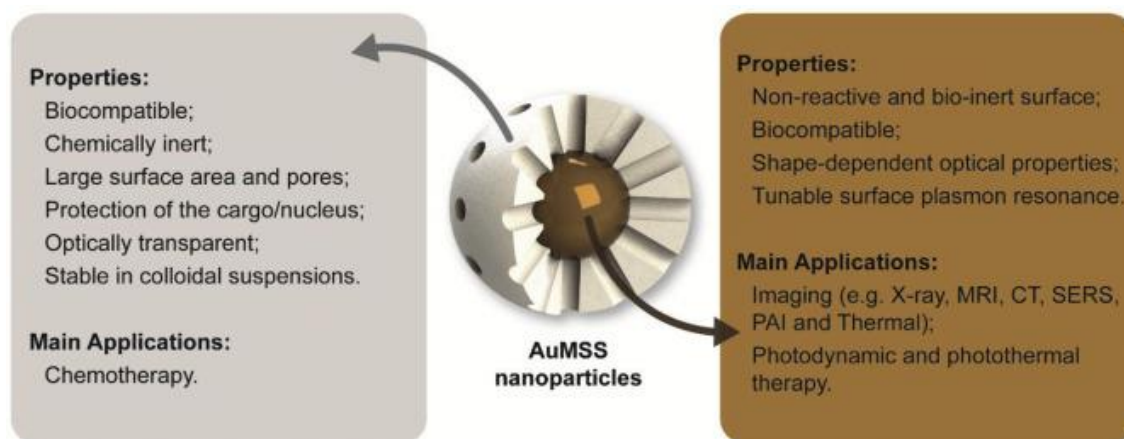 Properties:
Biocompatible;
Chemically inert;
Large surface area and pores;
Protection of the cargo/nucleus;
Optically transparent;
Stable in colloidal suspensions.
Main Applications:
Chemotherapy.
AuMSS
nanoparticles
Properties:
Non-reactive and bio-inert surface;
Biocompatible;
Shape-dependent optical properties;
Tunable surface plasmon resonance.
Main Applications:
Imaging (e.g. X-ray, MRI, CT, SERS,
PAI and Thermal);
Photodynamic and photothermal
therapy.